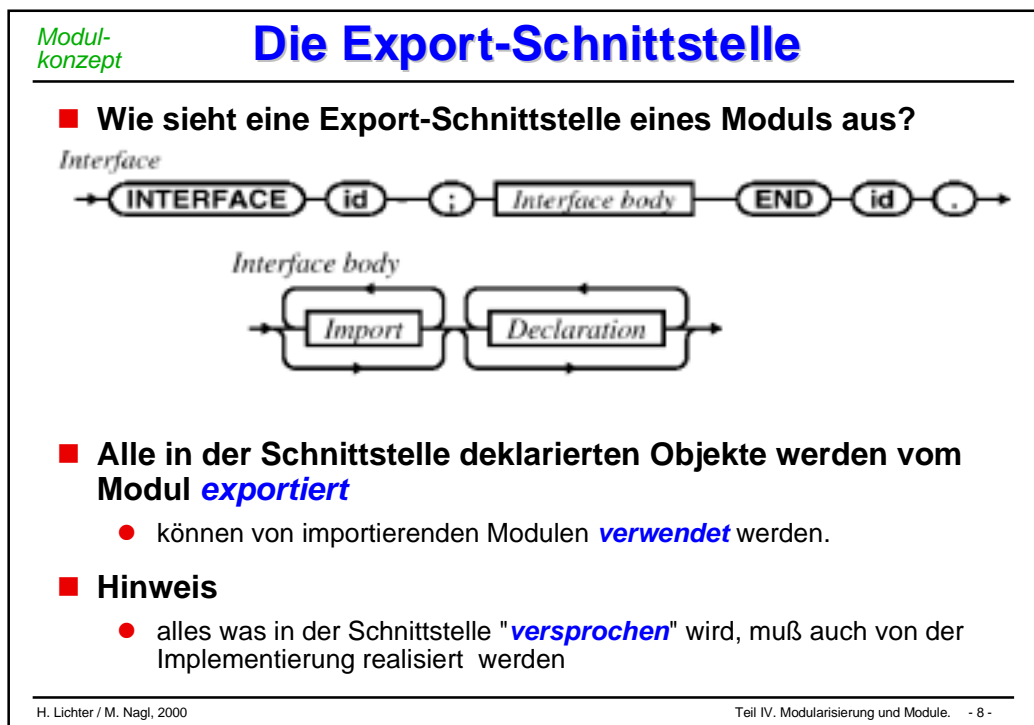 Modul-
konzept
Die Export-Schnittstelle
Wie sieht eine Export-Schnittstelle eines Moduls aus?
Interface
INTERFACE id ; Interface body END id .
Interface body
Import Declaration
Alle in der Schnittstelle deklarierten Objekte werden vom
Modul exportiert
können von importierenden Modulen verwendet werden.
Hinweis
alles was in der Schnittstelle "versprochen" wird, muß auch von der
Implementierung realisiert werden
H. Lichter / M. Nagl, 2000 Teil IV. Modularisierung und Module. - 8 -